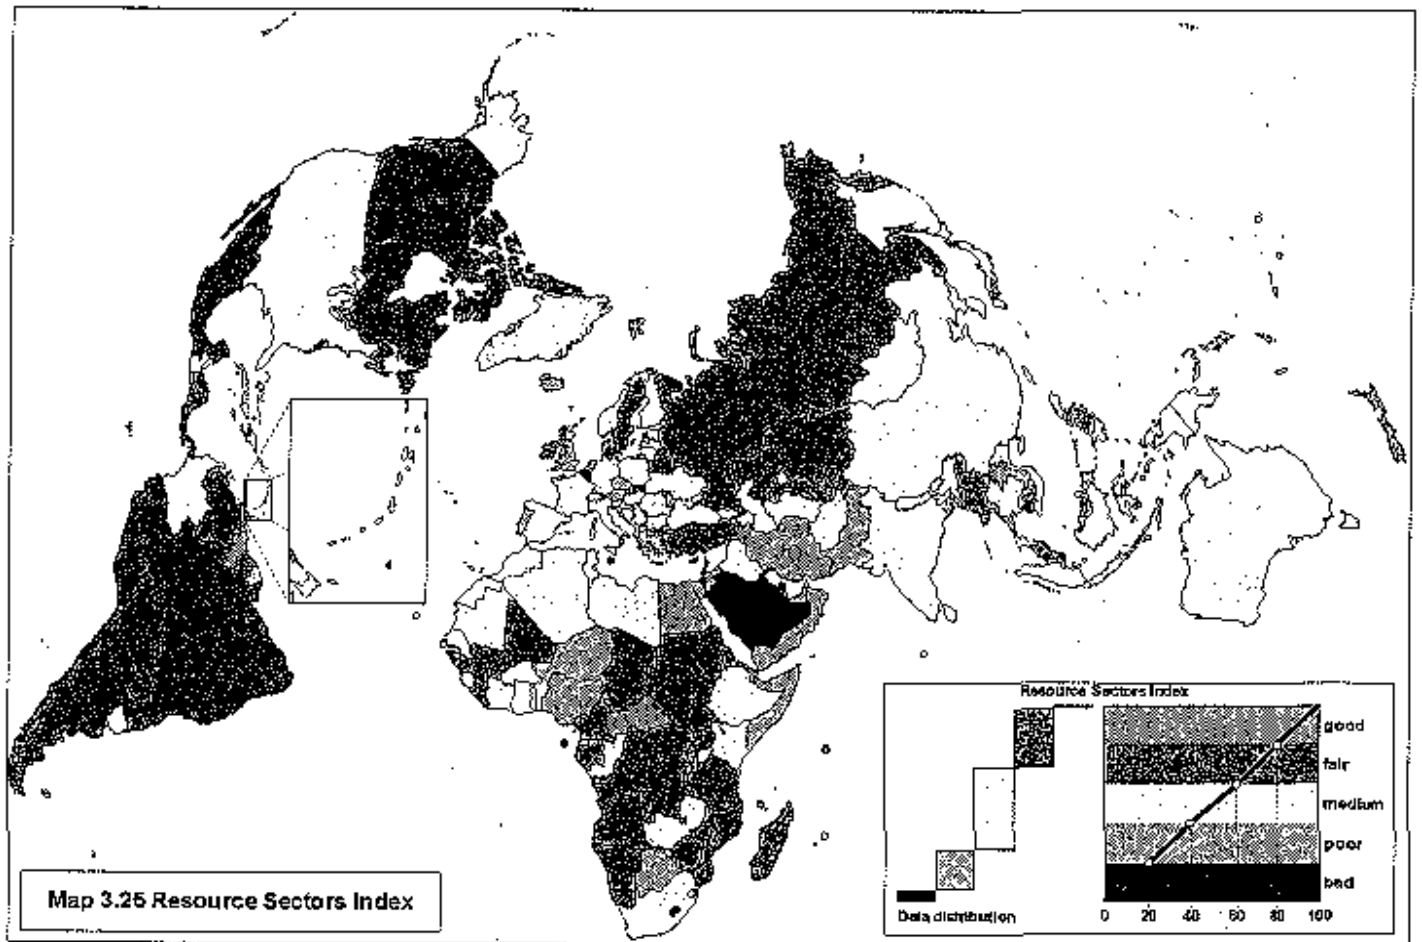 Map 3.25 Resource Sectors Index
Resource Sectors Index
good
fair
medium
poor
bad
Data distribution
0 20 40 60 80 100